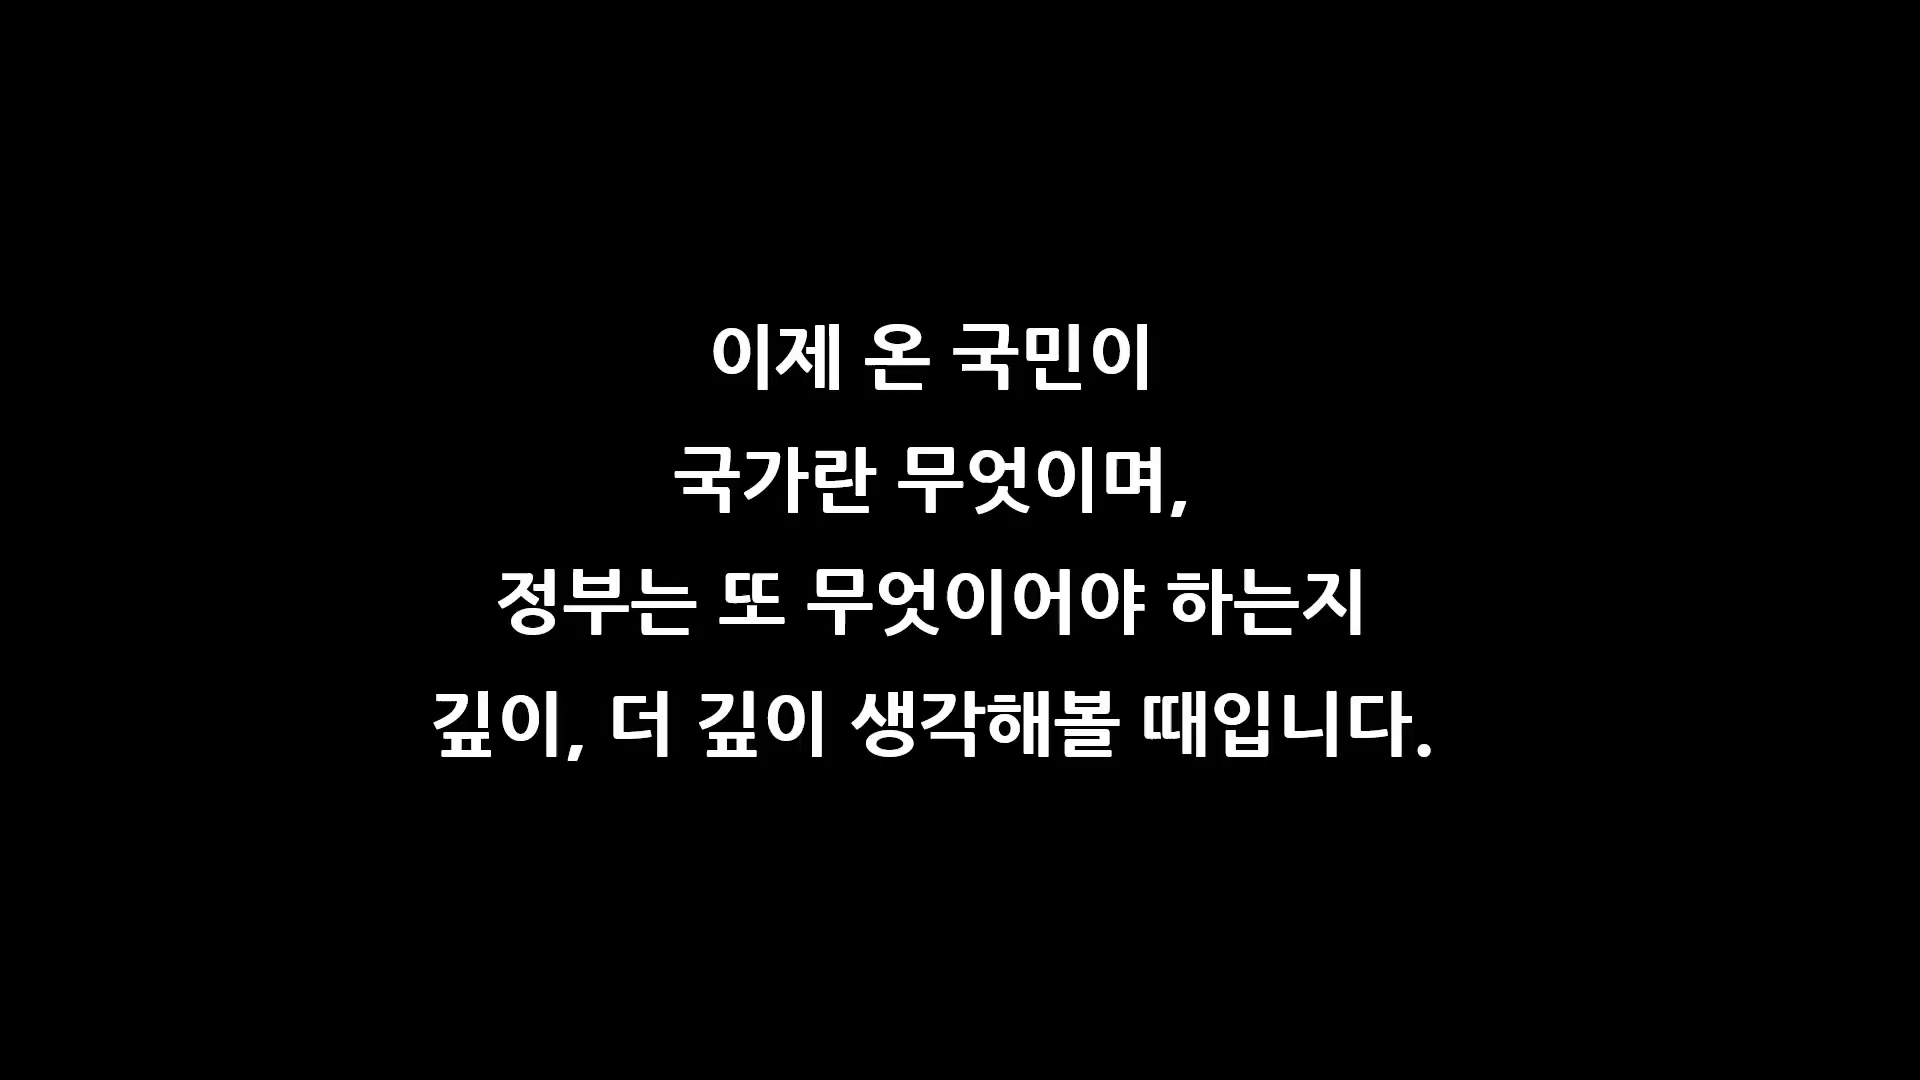 이제 온 국민이
국가란 무엇이며,
정부는 또 무엇이어야 하는지
깊이, 더 깊이 생각해볼 때입니다.